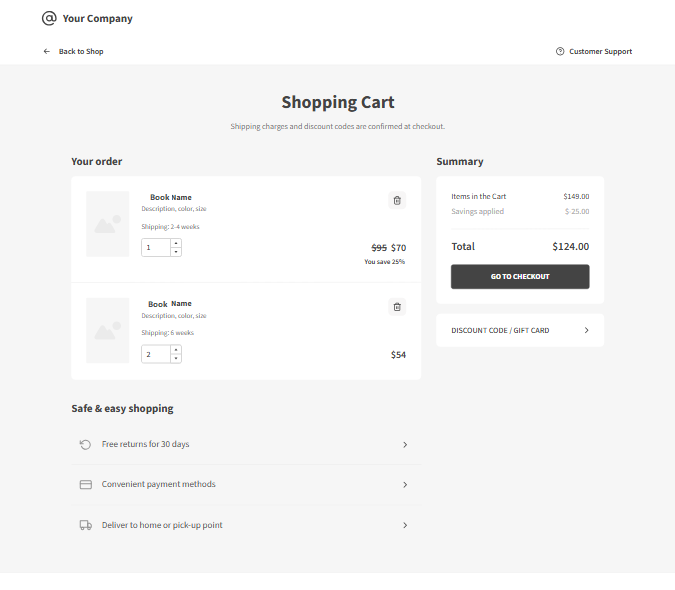 Your Company
Back to Shop
Customer Support
Shopping Cart
Shipping charges and discount codes are confirmed at checkout.
Your order
Book Name
Description, color, size
Shipping: 2-4 weeks
1
$95 $70
You save 25%
Book Name
Description, color, size
Shipping: 6 weeks
2
$54
Summary
Items in the Cart $149.00
Savings applied $-25.00
Total $124.00
GO TO CHECKOUT
DISCOUNT CODE / GIFT CARD
Safe & easy shopping
Free returns for 30 days
Convenient payment methods
Deliver to home or pick-up point